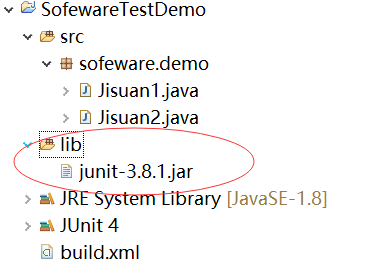 SofewareTestDemo
src
sofeware.demo
Jisuan1.java
Jisuan2.java
lib
junit-3.8.1.jar
JRE System Library [JavaSE-1.8]
JUnit 4
build.xml